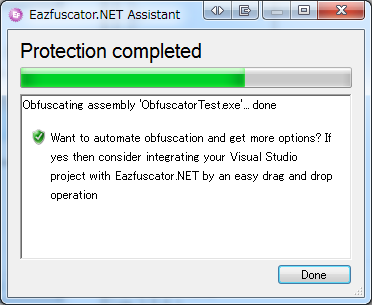 Eazfuscator.NET Assistant
Protection completed
Obfuscating assembly 'ObfuscatorTest.exe'... done
Want to automate obfuscation and get more options? If
yes then consider integrating your Visual Studio
project with Eazfuscator.NET by an easy drag and drop
operation
Done